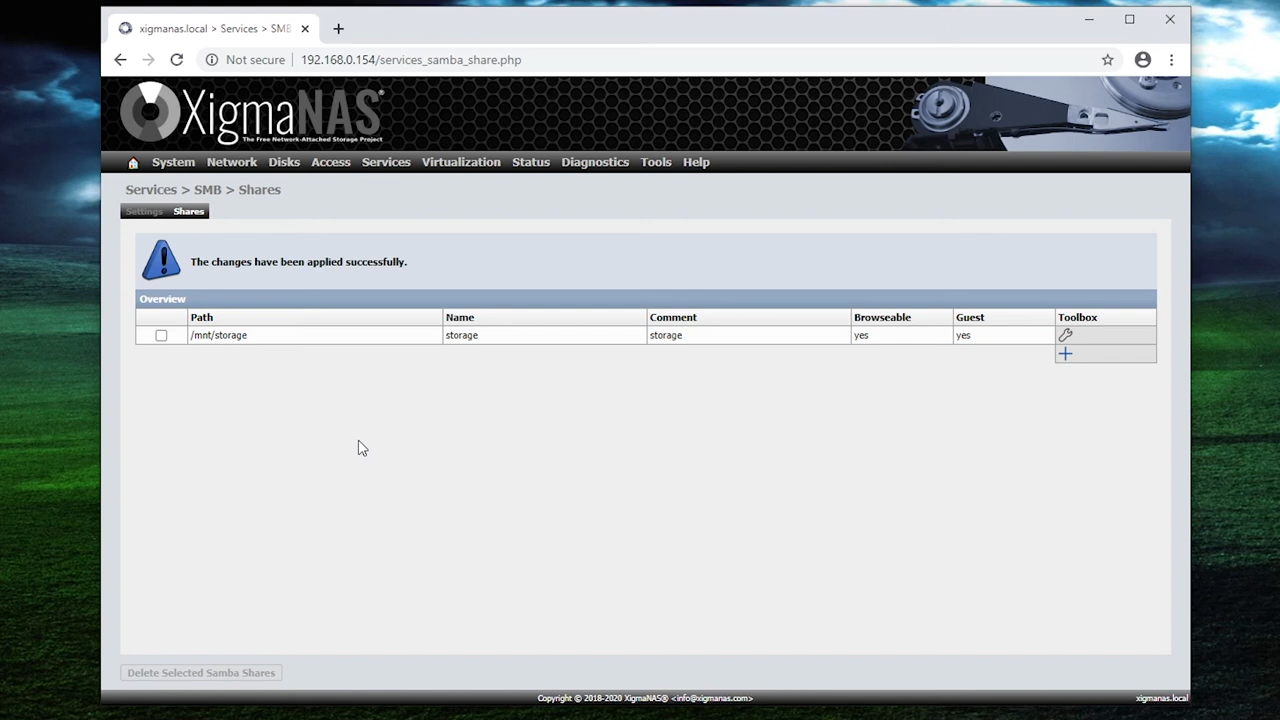 xigmanas.local > Services > SMB
Not secure 192.168.0.154/services_samba_share.php
XigmaNAS®
The Free Network-Attached Storage Project
System Network Disks Access Services Virtualization Status Diagnostics Tools Help
Services > SMB > Shares
Settings Shares
The changes have been applied successfully.
Overview
Path Name Comment Browseable Guest Toolbox
/mnt/storage storage storage yes yes
Delete Selected Samba Shares
Copyright © 2018-2020 XigmaNAS® <info@xigmanas.com> xigmanas.local